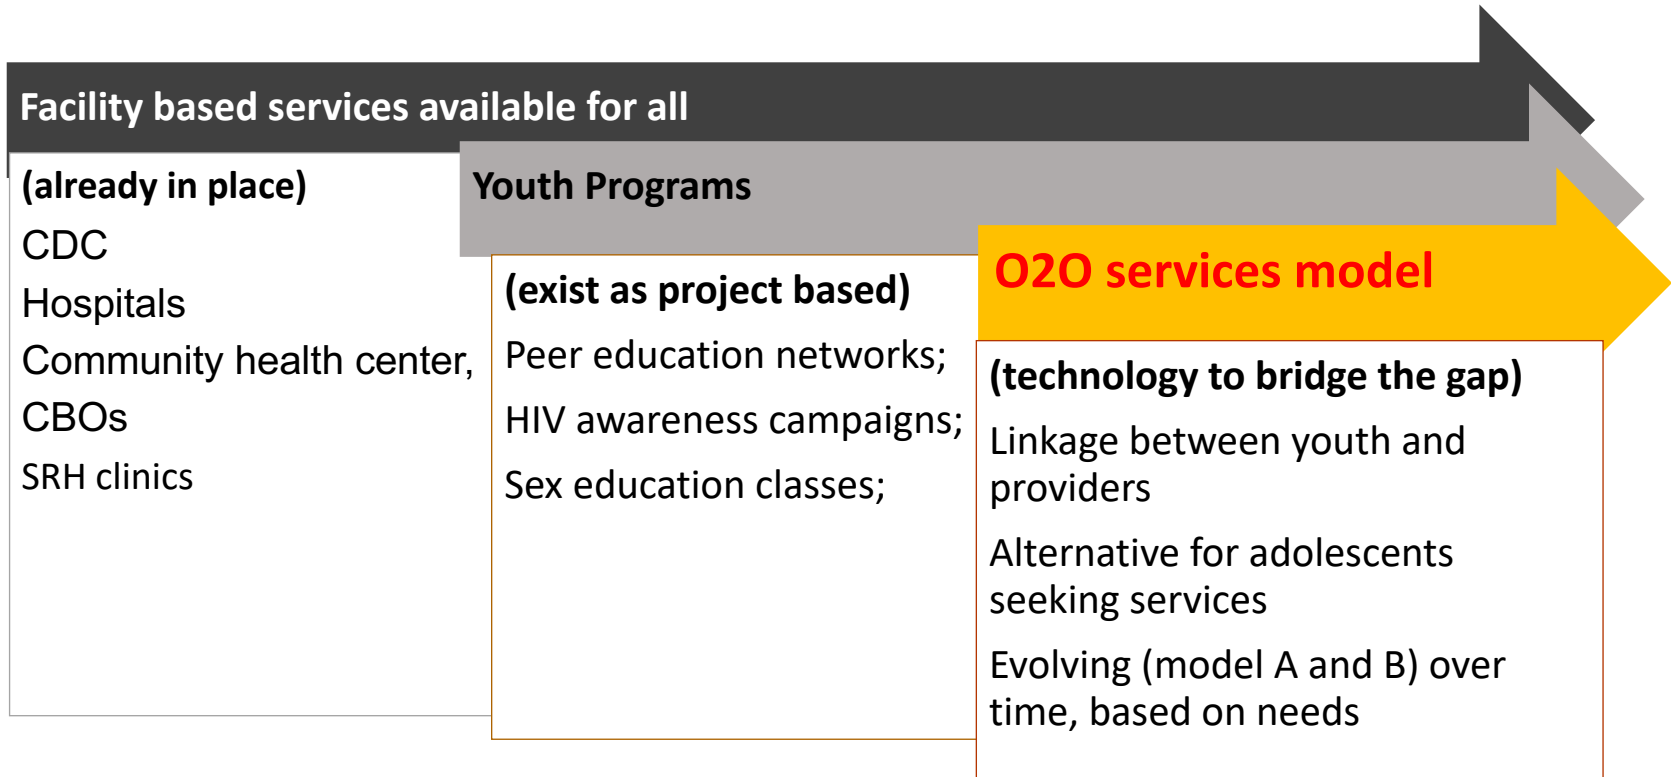 Facility based services available for all
(already in place)
CDC
Hospitals
Community health center,
CBOs
SRH clinics
Youth Programs
(exist as project based)
Peer education networks;
HIV awareness campaigns;
Sex education classes;
O2O services model
(technology to bridge the gap)
Linkage between youth and
providers
Alternative for adolescents
seeking services
Evolving (model A and B) over
time, based on needs